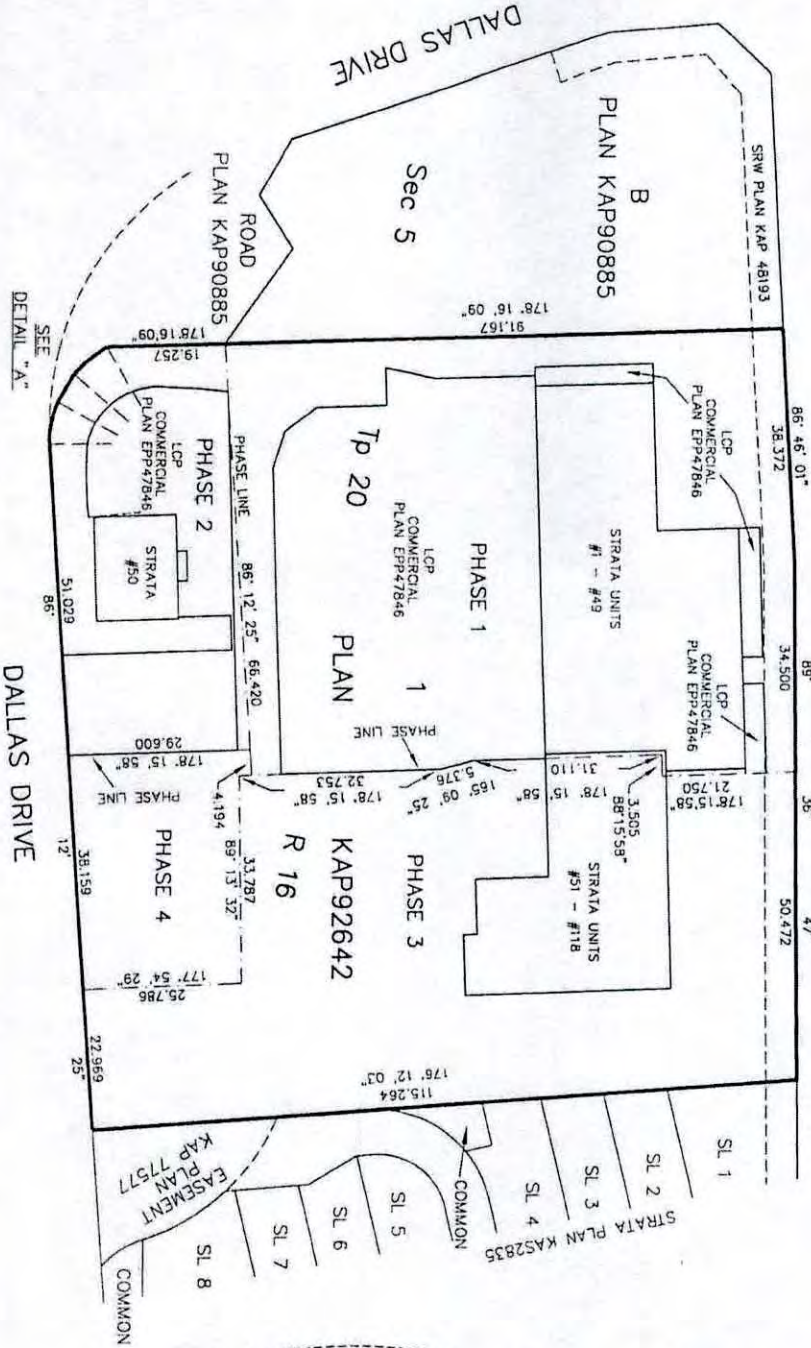 DALLAS DRIVE
SRW PLAN KAP 48193
B
PLAN KAP90885
Sec 5
ROAD
PLAN KAP90885
SEE
DETAIL "A"
178° 16' 09"
91.167
178°16'09"
19.257
86° 46' 01"
38.372
89°
34.500
36'
47"
50.472
LCP
COMMERCIAL
PLAN EPP47846
STRATA UNITS
#1 - #49
LCP
COMMERCIAL
PLAN EPP47846
PHASE 1
LCP
COMMERCIAL
PLAN EPP47846
Tp 20
PLAN
1
PHASE LINE
PHASE LINE
86° 12' 25"
66.420
PHASE 2
LCP
COMMERCIAL
PLAN EPP47846
STRATA
#50
51.029
86°
178° 15' 58"
29.600
PHASE LINE
178°15'58"
21.750
3.505
88°15'58"
178° 15' 58"
31.110
165° 09' 25"
5.376
178° 15' 58"
32.753
4.194
33.787
89° 13' 32"
STRATA UNITS
#51 - #118
PHASE 3
KAP92642
R 16
PHASE 4
177° 54' 29"
25.786
12'
38.159
22.969
25"
176° 12' 03"
115.264
DALLAS DRIVE
SL 1
SL 2
SL 3
SL 4
COMMON
SL 5
SL 6
SL 7
SL 8
COMMON
STRATA PLAN KAS2835
EASEMENT
PLAN
KAP 77577